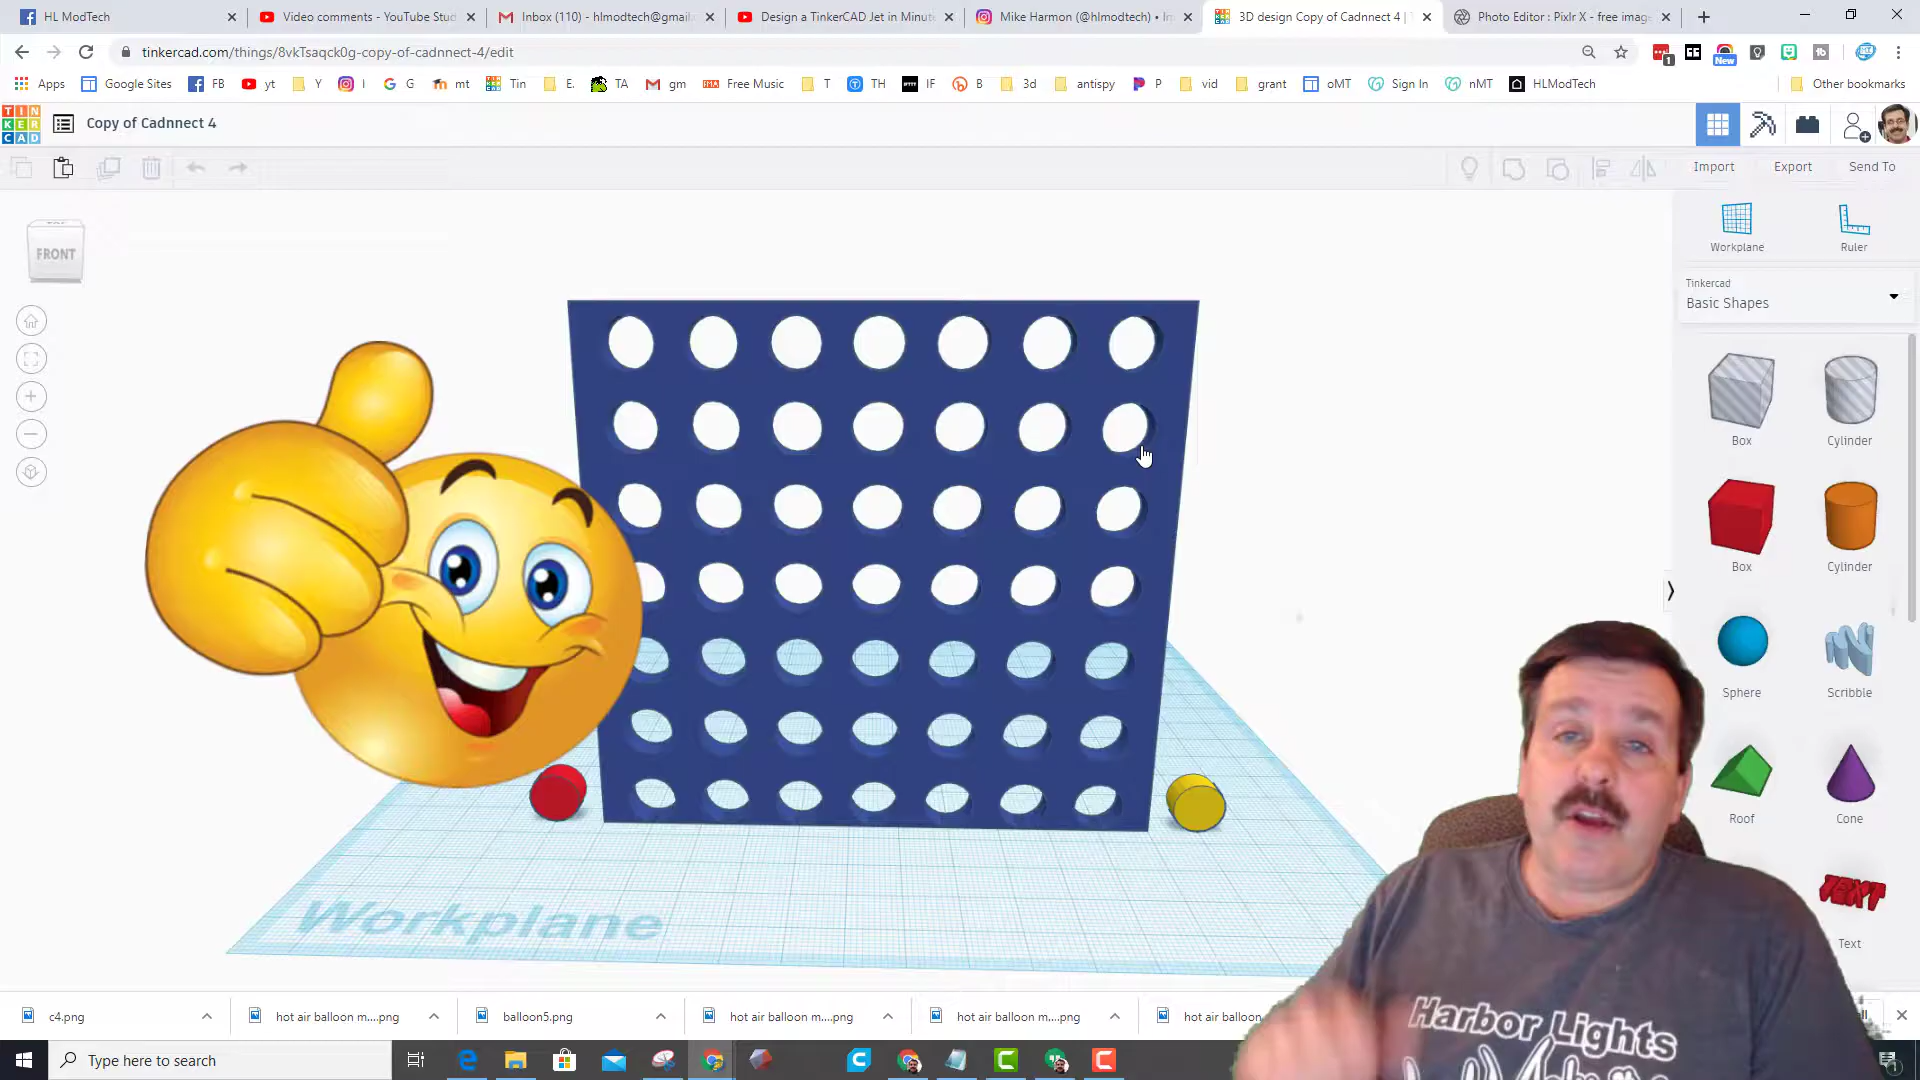 HL ModTech
Video comments - YouTube Stud
Inbox (110) - hlmodtech@gmail
Design a TinkerCAD Jet in Minute
Mike Harmon (@hlmodtech) • In
3D design Copy of Cadnnect 4 | T
Photo Editor : Pixlr X - free imag
tinkercad.com/things/8vkTsaqck0g-copy-of-cadnnect-4/edit
1
New
Apps
Google Sites
FB
yt
Y
I
G
mt
Tin
E.
TA
gm
Free Music
T
TH
IF
B
3d
antispy
P
vid
grant
oMT
Sign In
nMT
HLModTech
Other bookmarks
TIN
KER
CAD
Copy of Cadnnect 4
Import
Export
Send To
FRONT
Workplane
Ruler
Tinkercad
Basic Shapes
Box
Cylinder
Box
Cylinder
Sphere
Scribble
Roof
Cone
TEXT
Text
Workplane
c4.png
hot air balloon m....png
balloon5.png
hot air balloon m....png
hot air balloon m....png
hot air balloon
Harbor Lights
Type here to search